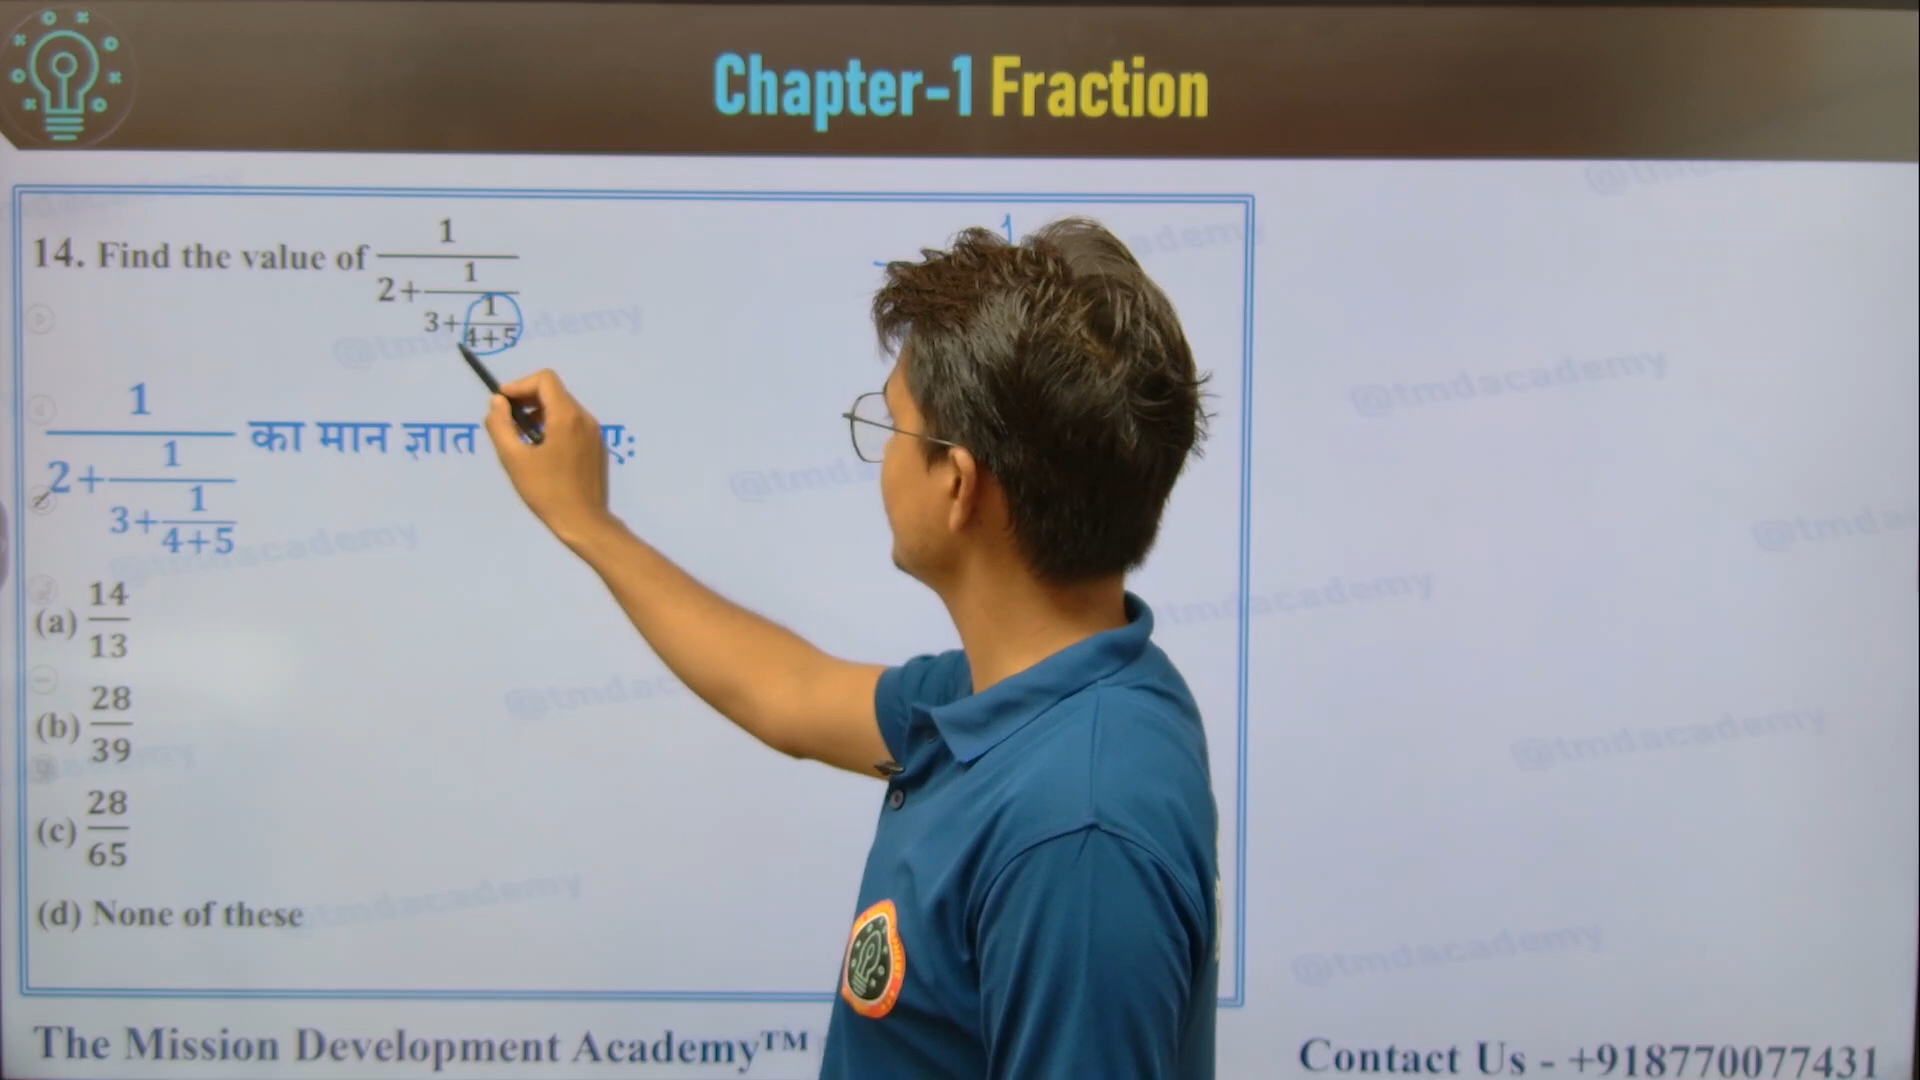 Chapter-1 Fraction
14. Find the value of 1/(2+1/(3+1/(4+5)))
1/(2+1/(3+1/(4+5))) का मान ज्ञात
(a) 14/13
(b) 28/39
(c) 28/65
(d) None of these
1
The Mission Development Academy™
Contact Us - +918770077431
@tmdacademy